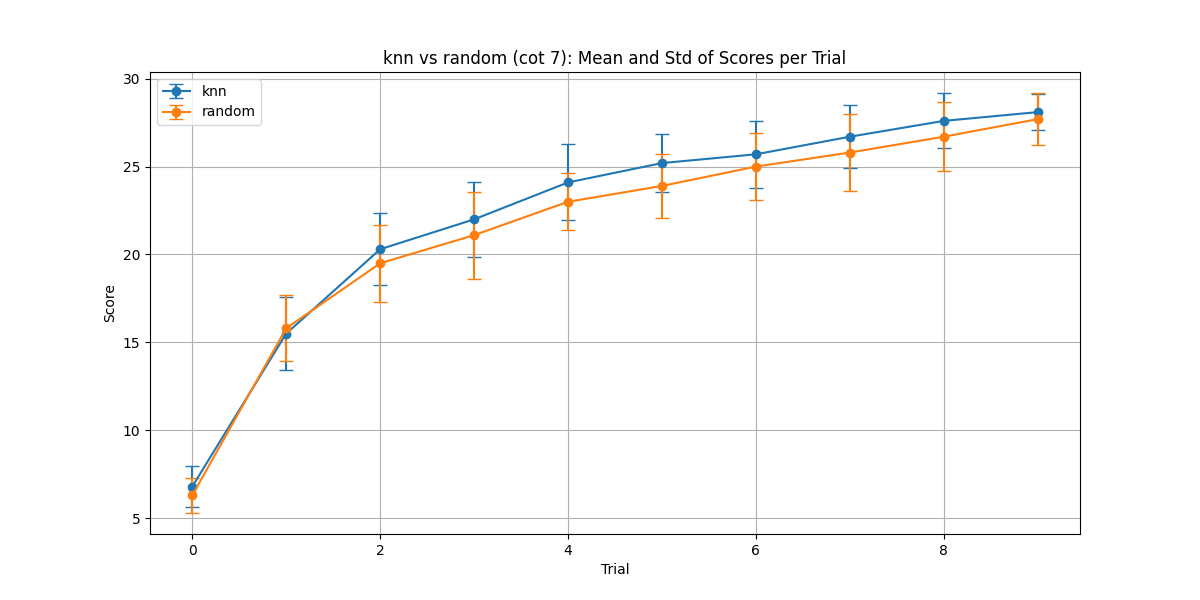 knn vs random (cot 7): Mean and Std of Scores per Trial
knn
random
30
25
20
15
10
5
Score
0 2 4 6 8
Trial